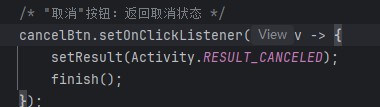 /* "取消"按钮: 返回取消状态 */
cancelBtn.setOnClickListener( View v -> {
    setResult(Activity.RESULT_CANCELED);
    finish();
});